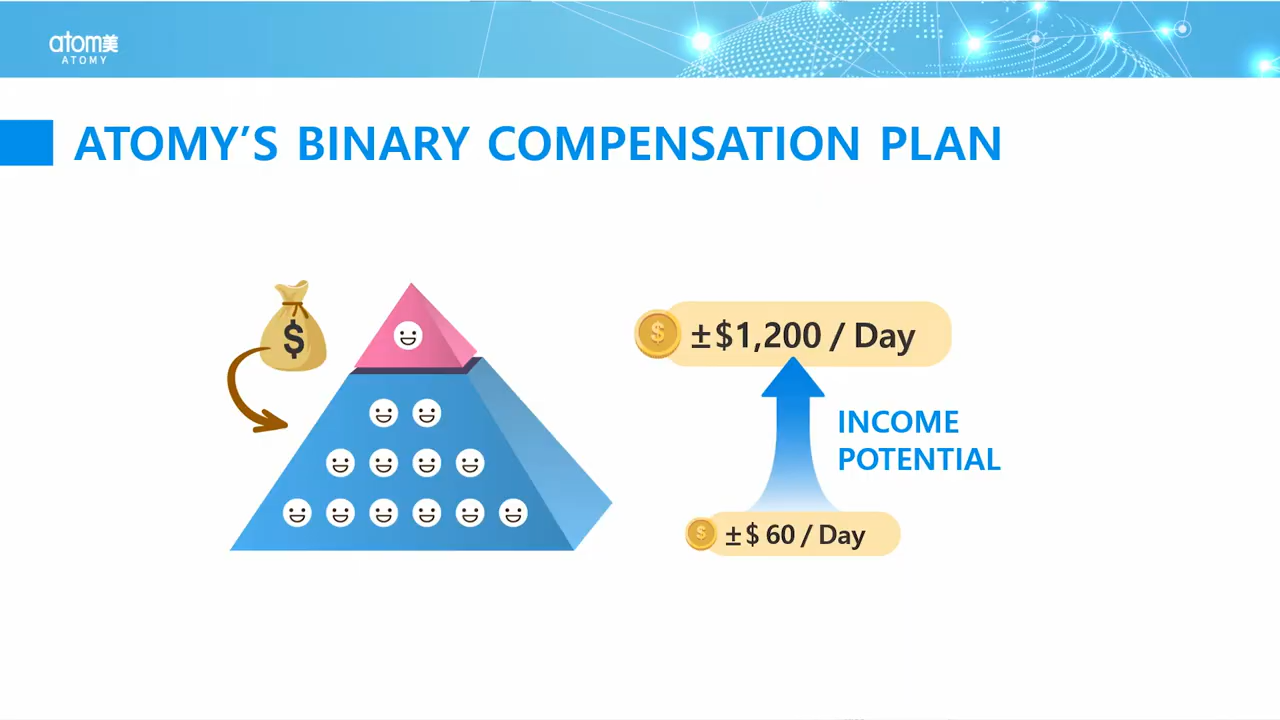 atom美
ATOMY
ATOMY’S BINARY COMPENSATION PLAN
$
$ ±$1,200 / Day
INCOME
POTENTIAL
$ ±$ 60 / Day